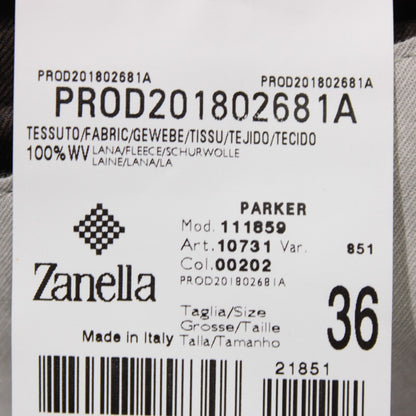 PROD201802681A PROD201802681A
PROD201802681A
TESSUTO/FABRIC/GEWEBE/TISSU/TEJIDO/TECIDO
100% WV LANA/FLEECE/SCHURWOLLE
LAINE/LANA/LA
PARKER
Mod. 111859
Art. 10731 Var. 851
Col. 00202
PROD201802681A
Zanella
Taglia/Size
Grosse/Taille
Talla/Tamanho
36
Made in Italy
21851